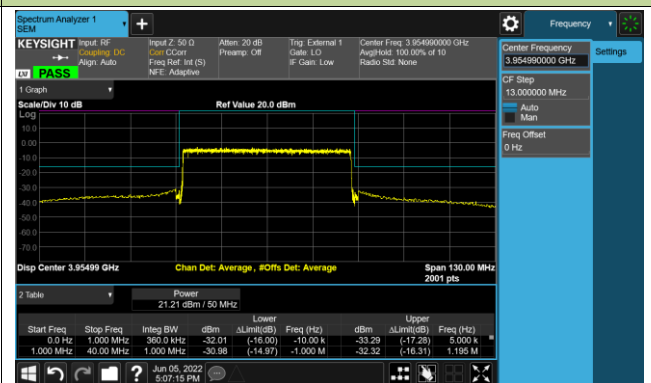 Spectrum Analyzer 1
SEM
Frequency
KEYSIGHT
Input: RF
Coupling: DC
Align: Auto
Input Z: 50 Ω
Corr CCorr
Freq Ref: Int (S)
NFE: Adaptive
Atten: 20 dB
Preamp: Off
Trig: External 1
Gate: LO
IF Gain: Low
Center Freq: 3.954990000 GHz
Avg|Hold: 100.00% of 10
Radio Std: None
LXI PASS
Center Frequency
3.954990000 GHz
Settings
CF Step
13.000000 MHz
Auto
Man
Freq Offset
0 Hz
1 Graph
Scale/Div 10 dB
Ref Value 20.0 dBm
Log
10.0
0.00
-10.0
-20.0
-30.0
-40.0
-50.0
-60.0
-70.0
Disp Center 3.95499 GHz
Chan Det: Average, #Offs Det: Average
Span 130.00 MHz
2001 pts
2 Table
Power
21.21 dBm / 50 MHz
Lower Upper
Start Freq Stop Freq Integ BW dBm ΔLimit(dB) Freq (Hz) dBm ΔLimit(dB) Freq (Hz)
0.0 Hz 1.000 MHz 360.0 kHz -32.01 (-16.00) -10.00 k -33.29 (-17.28) 5.000 k
1.000 MHz 40.00 MHz 1.000 MHz -30.98 (-14.97) -1.000 M -32.32 (-16.31) 1.195 M
Jun 05, 2022
5:07:15 PM